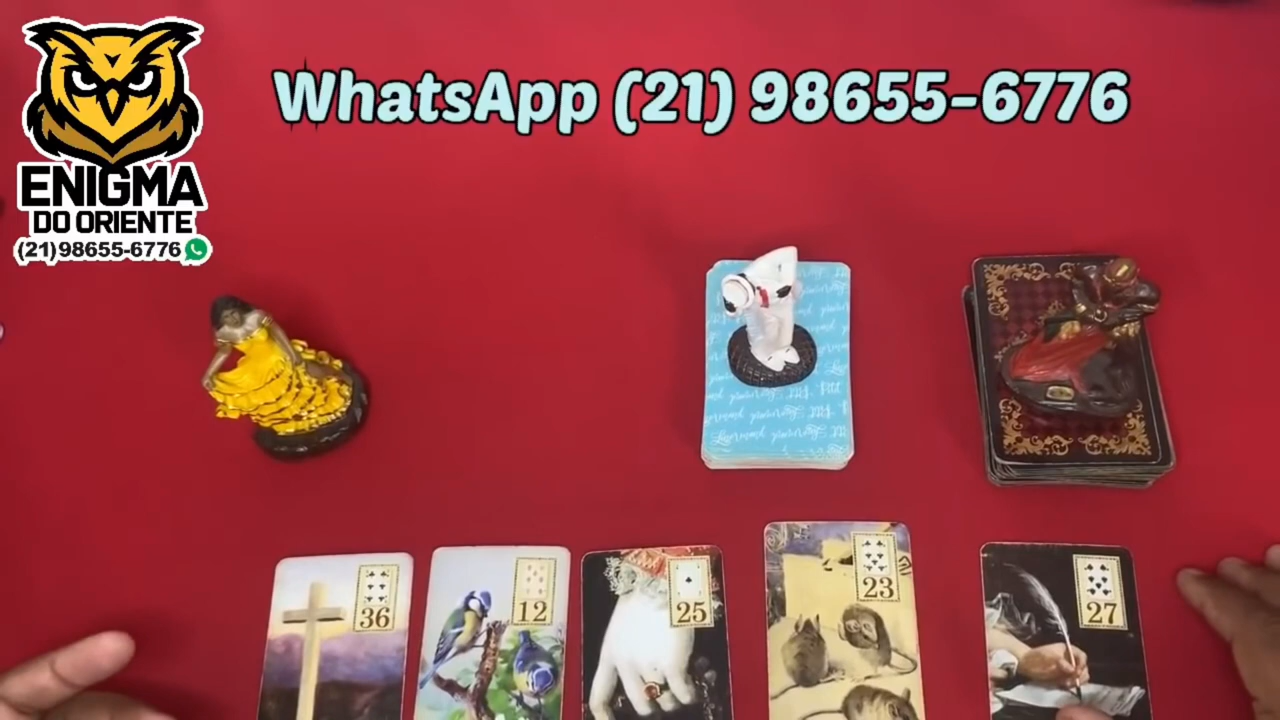 WhatsApp (21) 98655-6776
ENIGMA
DO ORIENTE
(21)98655-6776
36
12
25
23
27